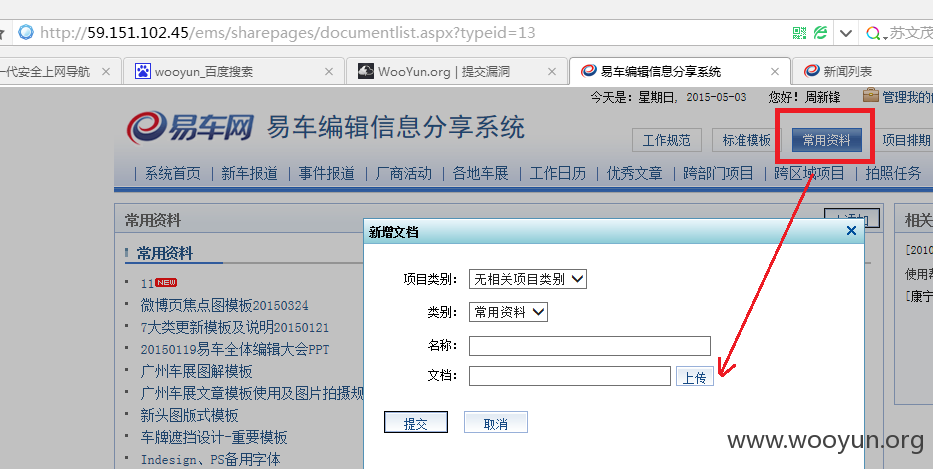 http://59.151.102.45/ems/sharepages/documentlist.aspx?typeid=13 苏文茂
一代安全上网导航 wooyun_百度搜索 WooYun.org | 提交漏洞 易车编辑信息分享系统 新闻列表
今天是：星期日, 2015-05-03 您好！周新锋 管理我的
易车网 易车编辑信息分享系统
工作规范 标准模板 常用资料 项目排期
系统首页 | 新车报道 | 事件报道 | 厂商活动 | 各地车展 | 工作日历 | 优秀文章 | 跨部门项目 | 跨区域项目 | 拍照任务
常用资料 相关
新增文档
常用资料
[2010
11 NEW
项目类别： 无相关项目类别
使用
微博页焦点图模板20150324
[康宁
类别： 常用资料
7大类更新模板及说明20150121
名称：
20150119易车全体编辑大会PPT
文档： 上传
广州车展图解模板
广州车展文章模板使用及图片拍摄规
新头图版式模板
提交 取消
车牌遮挡设计-重要模板
www.wooyun.org
Indesign、PS备用字体